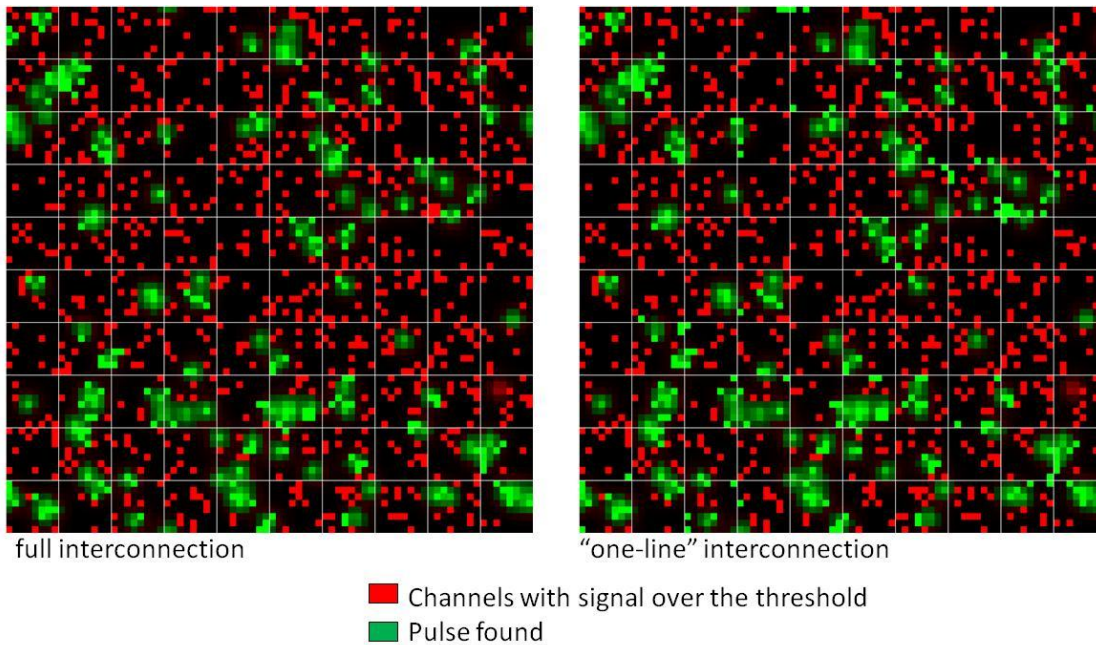 full interconnection
“one-line” interconnection
Channels with signal over the threshold
Pulse found